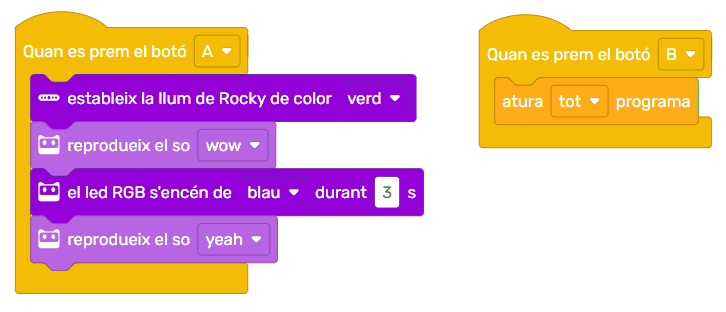 Quan es prem el botó A
estableix la llum de Rocky de color verd
reprodueix el so wow
el led RGB s'encén de blau durant 3 s
reprodueix el so yeah
Quan es prem el botó B
atura tot programa